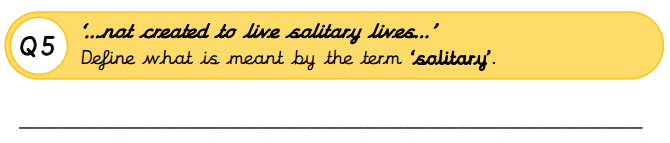 Q5
‘...not created to live solitary lives...’
Define what is meant by the term ‘solitary’.